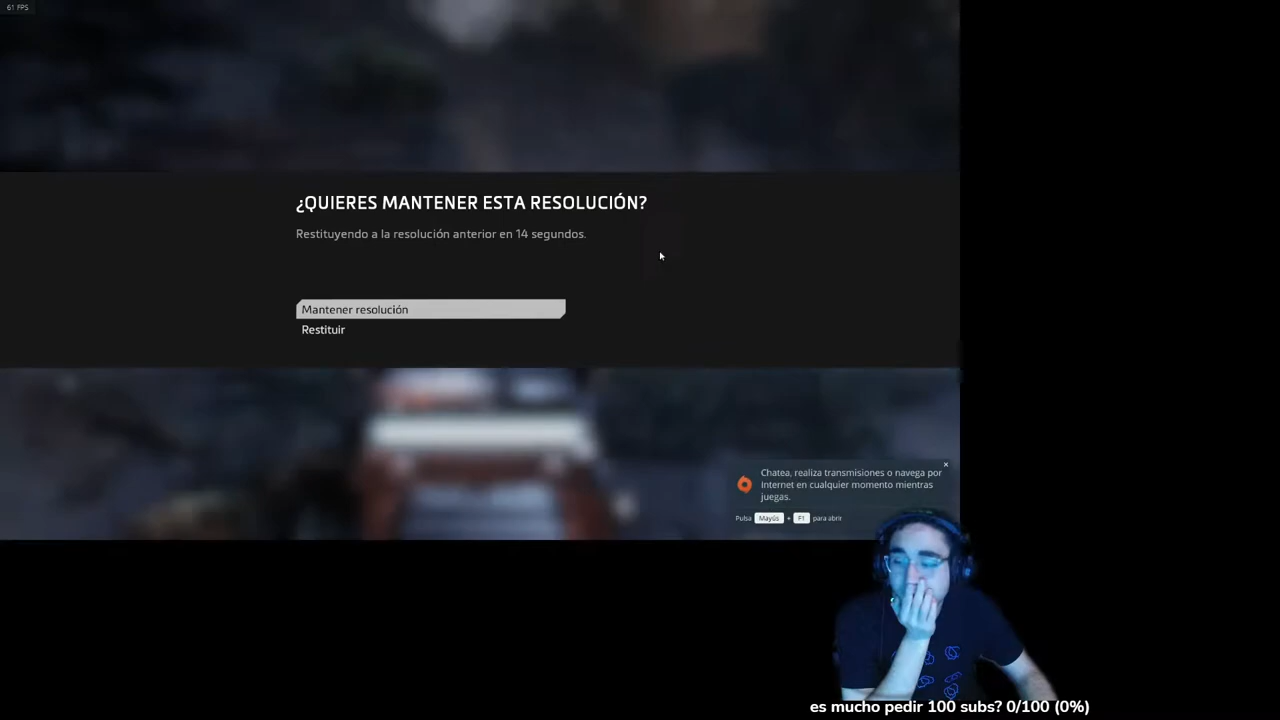 61 FPS
¿QUIERES MANTENER ESTA RESOLUCIÓN?
Restituyendo a la resolución anterior en 14 segundos.
Mantener resolución
Restituir
Chatea, realiza transmisiones o navega por
Internet en cualquier momento mientras
juegas.
Pulsa Mayús + F1 para abrir
es mucho pedir 100 subs? 0/100 (0%)